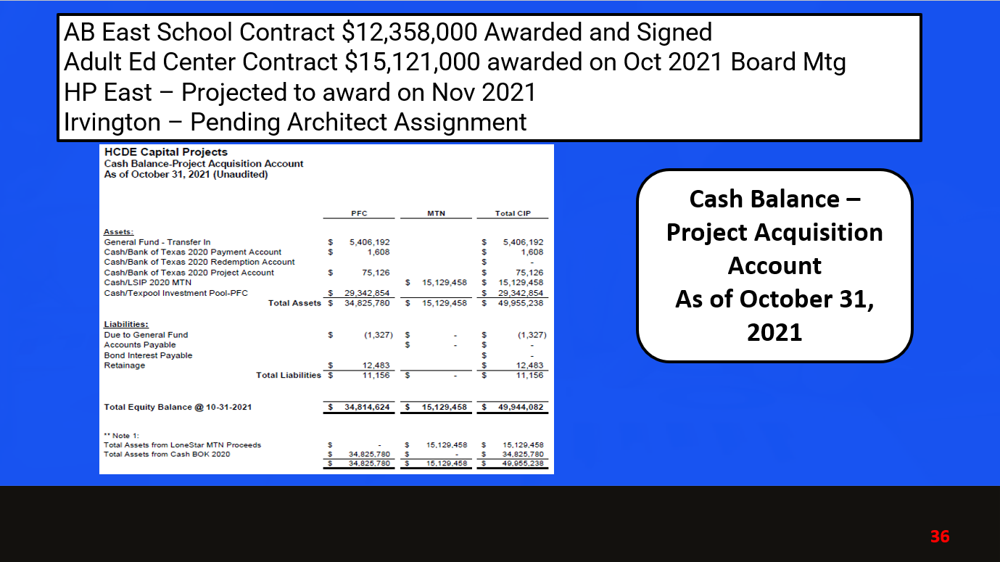 AB East School Contract $12,358,000 Awarded and Signed
Adult Ed Center Contract $15,121,000 awarded on Oct 2021 Board Mtg
HP East – Projected to award on Nov 2021
Irvington – Pending Architect Assignment
HCDE Capital Projects
Cash Balance-Project Acquisition Account
As of October 31, 2021 (Unaudited)
PFC MTN Total CIP
Assets:
General Fund - Transfer In $ 5,406,192 $ 5,406,192
Cash/Bank of Texas 2020 Payment Account $ 1,608 $ 1,608
Cash/Bank of Texas 2020 Redemption Account $ -
Cash/Bank of Texas 2020 Project Account $ 75,126 $ 75,126
Cash/LSIP 2020 MTN $ 15,129,458 $ 15,129,458
Cash/Texpool Investment Pool-PFC $ 29,342,854 $ 29,342,854
Total Assets $ 34,825,780 $ 15,129,458 $ 49,955,238
Liabilities:
Due to General Fund $ (1,327) $ - $ (1,327)
Accounts Payable $ - $ -
Bond Interest Payable $ -
Retainage $ 12,483 $ 12,483
Total Liabilities $ 11,156 $ - $ 11,156
Total Equity Balance @ 10-31-2021 $ 34,814,624 $ 15,129,458 $ 49,944,082
** Note 1:
Total Assets from LoneStar MTN Proceeds $ - $ 15,129,458 $ 15,129,458
Total Assets from Cash BOK 2020 $ 34,825,780 $ - $ 34,825,780
$ 34,825,780 $ 15,129,458 $ 49,955,238
Cash Balance –
Project Acquisition
Account
As of October 31,
2021
36